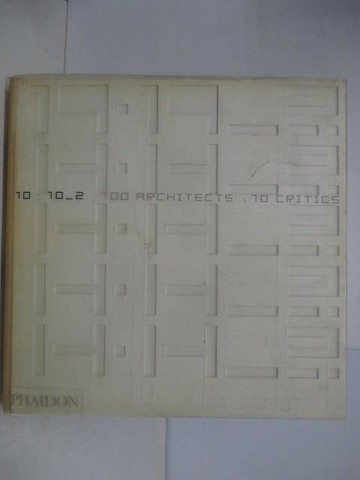 10 · 10_2 100 ARCHITECTS . 10 CRITICS
PHAIDON